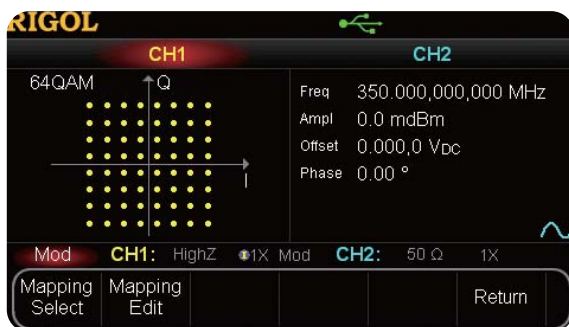 RIGOL
CH1
CH2
64QAM
Q
I
Freq 350.000,000,000 MHz
Ampl 0.0 mdBm
Offset 0.000,0 VDC
Phase 0.00 °
Mod CH1: HighZ 1X Mod CH2: 50 Ω 1X
Mapping Select
Mapping Edit
Return